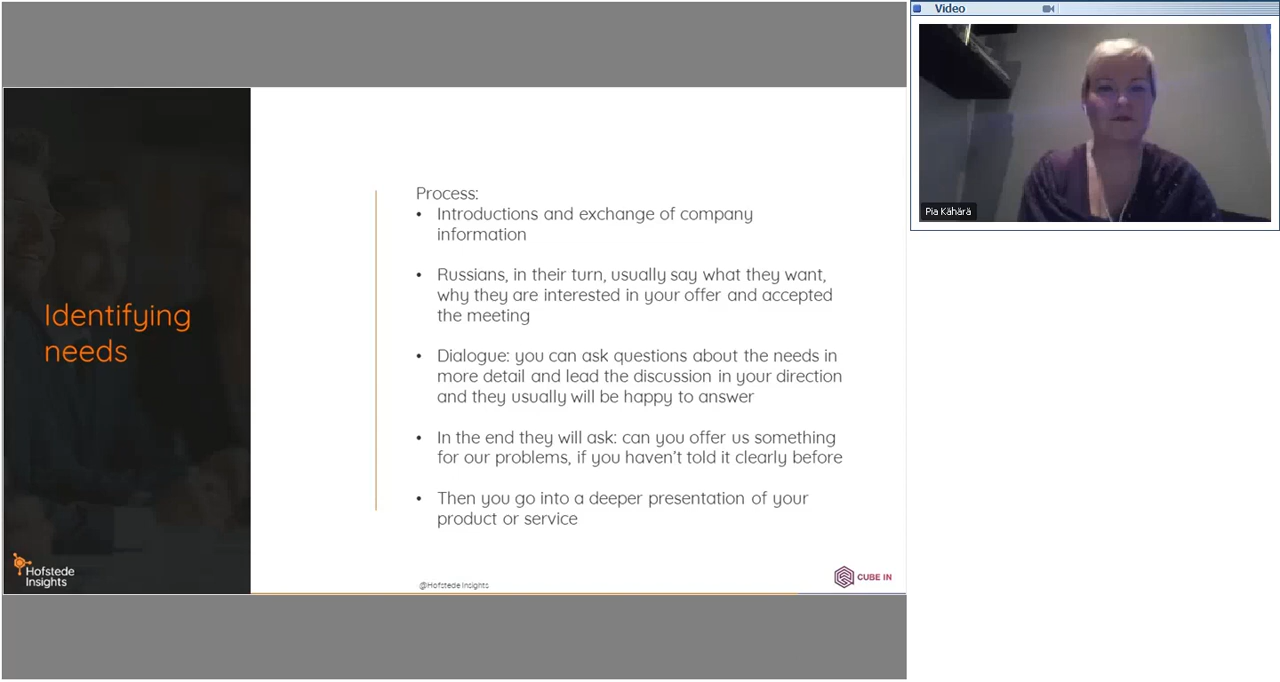 Video
Pia Kähärä
Identifying
needs
Process:
• Introductions and exchange of company
information
• Russians, in their turn, usually say what they want,
why they are interested in your offer and accepted
the meeting
• Dialogue: you can ask questions about the needs in
more detail and lead the discussion in your direction
and they usually will be happy to answer
• In the end they will ask: can you offer us something
for our problems, if you haven't told it clearly before
• Then you go into a deeper presentation of your
product or service
Hofstede
Insights
@Hofstede Insights
CUBE IN